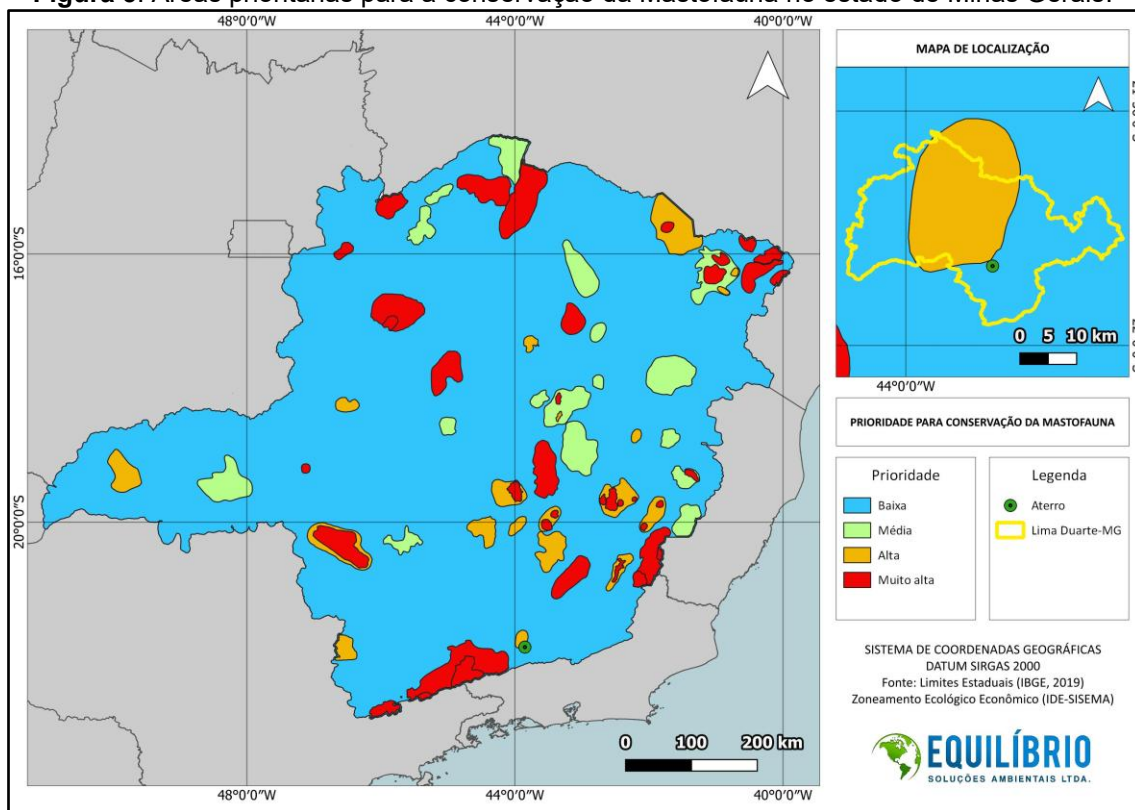 Figura 3. Áreas prioritárias para a conservação da Mastofauna no estado de Minas Gerais.
48°0'0"W 44°0'0"W 40°0'0"W
16°0'0"S
20°0'0"S
0 100 200 km
48°0'0"W 44°0'0"W 40°0'0"W
MAPA DE LOCALIZAÇÃO
0 5 10 km
44°0'0"W
PRIORIDADE PARA CONSERVAÇÃO DA MASTOFAUNA
Prioridade
Baixa
Média
Alta
Muito alta
Legenda
Aterro
Lima Duarte-MG
SISTEMA DE COORDENADAS GEOGRÁFICAS
DATUM SIRGAS 2000
Fonte: Limites Estaduais (IBGE, 2019)
Zoneamento Ecológico Econômico (IDE-SISEMA)
EQUILÍBRIO
SOLUÇÕES AMBIENTAIS LTDA.